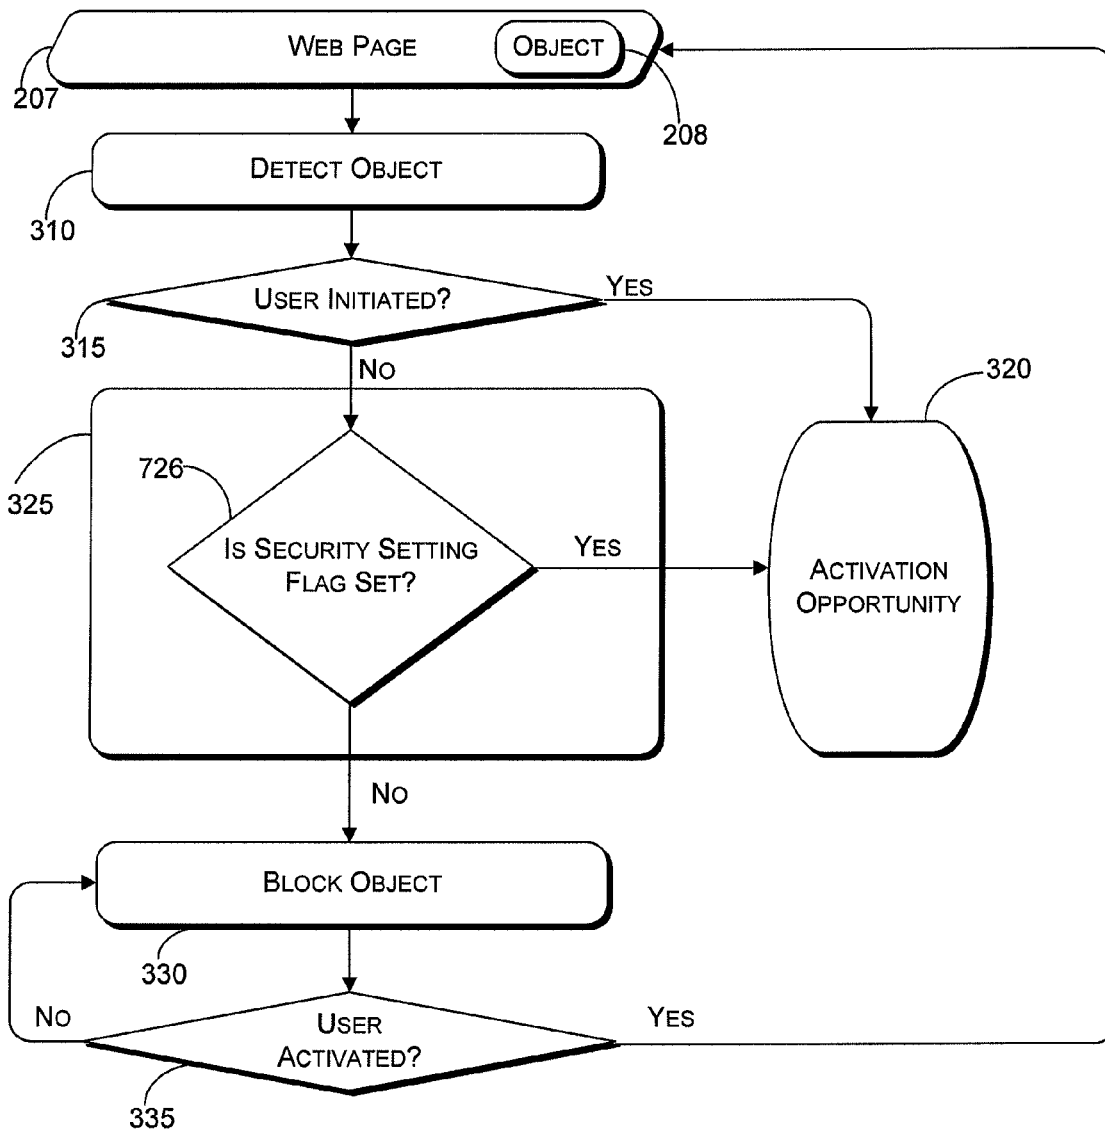 WEB PAGE
OBJECT
207
208
DETECT OBJECT
310
USER INITIATED?
YES
315
NO
320
325
726
IS SECURITY SETTING
FLAG SET?
YES
ACTIVATION
OPPORTUNITY
NO
BLOCK OBJECT
330
NO
USER
ACTIVATED?
YES
335